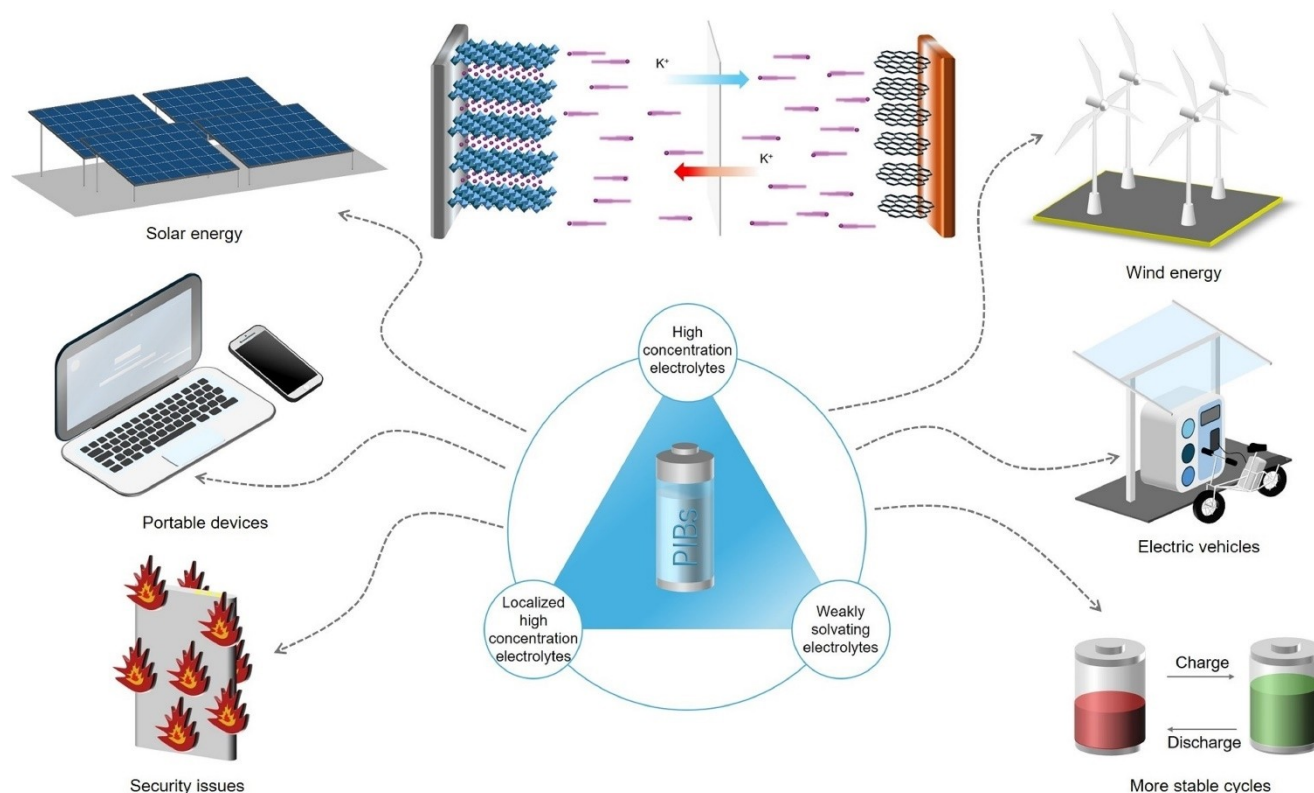 K⁺
K⁺
Solar energy
Wind energy
High
concentration
electrolytes
Portable devices
PIBs
Electric vehicles
Localized
high
concentration
electrolytes
Weakly
solvating
electrolytes
Charge
Discharge
Security issues
More stable cycles